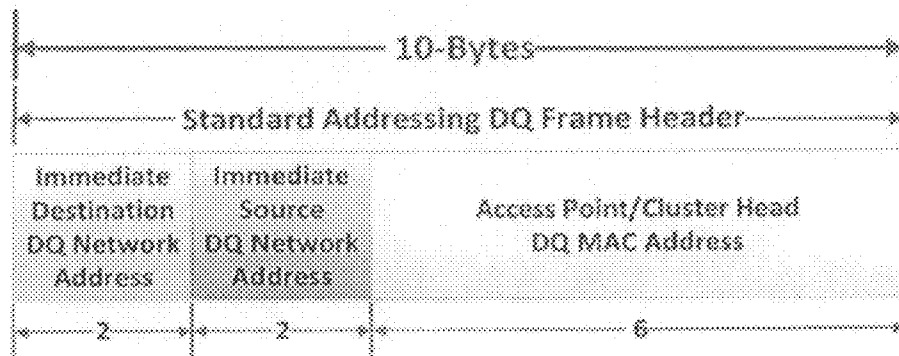 10-Bytes
Standard Addressing DQ Frame Header
Immediate
Destination
DQ Network
Address
Immediate
Source
DQ Network
Address
Access Point/Cluster Head
DQ MAC Address
2
2
6